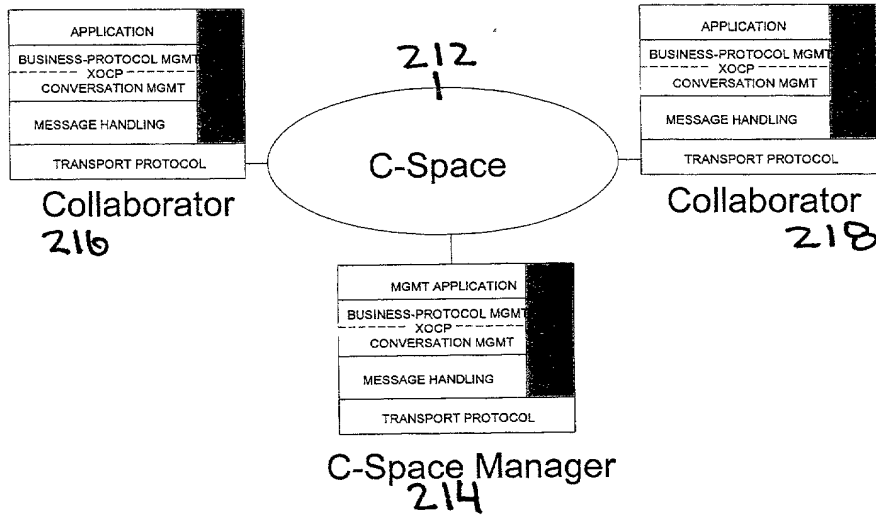 APPLICATION
BUSINESS-PROTOCOL MGMT
XOCP
CONVERSATION MGMT
MESSAGE HANDLING
TRANSPORT PROTOCOL
Collaborator
216
212
C-Space
APPLICATION
BUSINESS-PROTOCOL MGMT
XOCP
CONVERSATION MGMT
MESSAGE HANDLING
TRANSPORT PROTOCOL
Collaborator
218
MGMT APPLICATION
BUSINESS-PROTOCOL MGMT
XOCP
CONVERSATION MGMT
MESSAGE HANDLING
TRANSPORT PROTOCOL
C-Space Manager
214